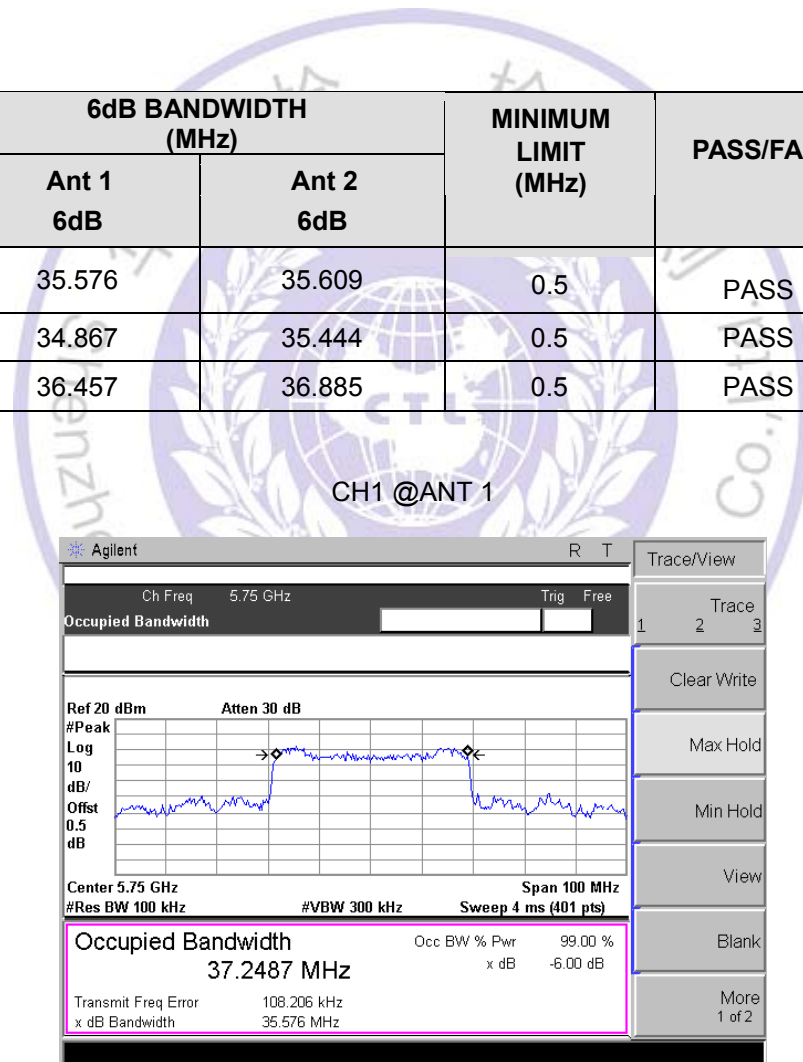 6dB BANDWIDTH
(MHz)
MINIMUM
LIMIT
(MHz)
PASS/FA
Ant 1
6dB
Ant 2
6dB
35.576 35.609 0.5 PASS
34.867 35.444 0.5 PASS
36.457 36.885 0.5 PASS
CTL
Shenzh
Co.,
CH1 @ANT 1
Agilent R T
Ch Freq 5.75 GHz Trig Free
Occupied Bandwidth
Ref 20 dBm Atten 30 dB
#Peak
Log
10
dB/
Offst
0.5
dB
Center 5.75 GHz Span 100 MHz
#Res BW 100 kHz #VBW 300 kHz Sweep 4 ms (401 pts)
Occupied Bandwidth Occ BW % Pwr 99.00 %
37.2487 MHz x dB -6.00 dB
Transmit Freq Error 108.206 kHz
x dB Bandwidth 35.576 MHz
Trace/View
Trace
1 2 3
Clear Write
Max Hold
Min Hold
View
Blank
More
1 of 2